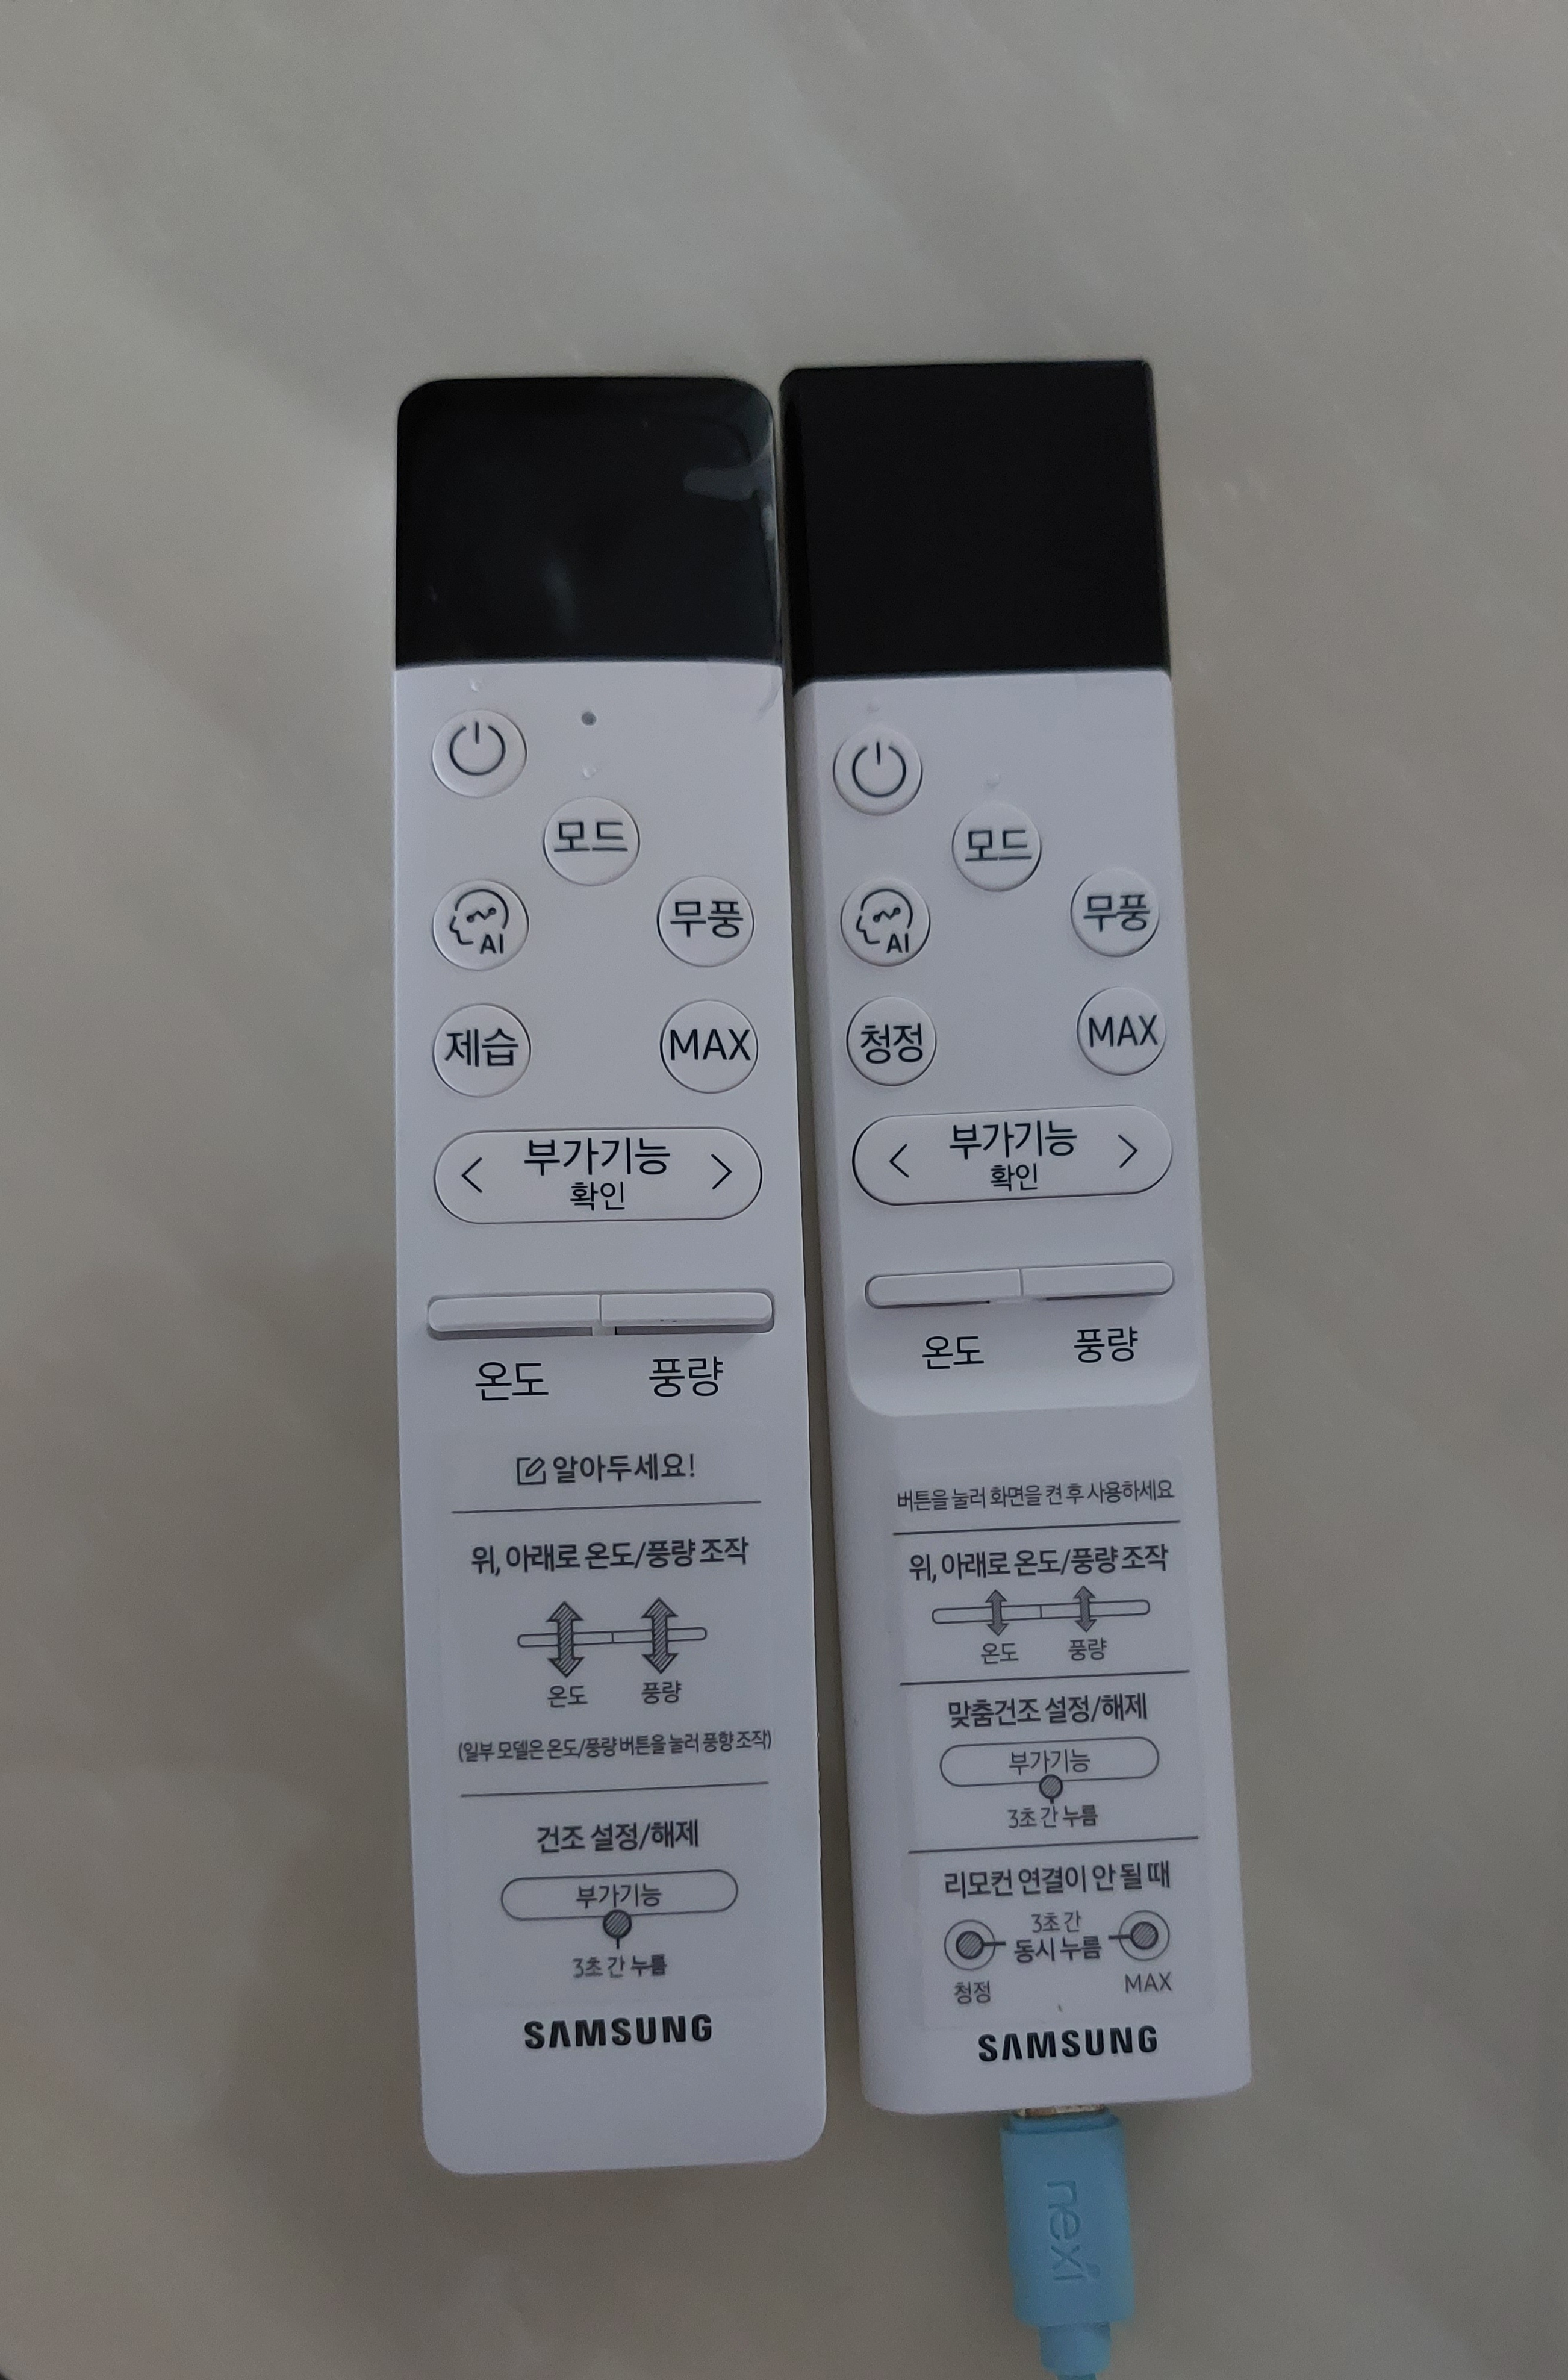 모드
AI
무풍
제습
MAX
< 부가기능 >
확인
온도 풍량
알아두세요!
위, 아래로 온도/풍량 조작
온도 풍량
(일부 모델은 온도/풍량 버튼을 눌러 풍향 조작)
건조 설정/해제
부가기능
3초 간 누름
SAMSUNG
모드
AI
무풍
청정
MAX
< 부가기능 >
확인
온도 풍량
버튼을 눌러 화면을 켠 후 사용하세요
위, 아래로 온도/풍량 조작
온도 풍량
맞춤건조 설정/해제
부가기능
3초 간 누름
리모컨 연결이 안 될 때
3초 간
동시 누름
청정 MAX
SAMSUNG
nexi